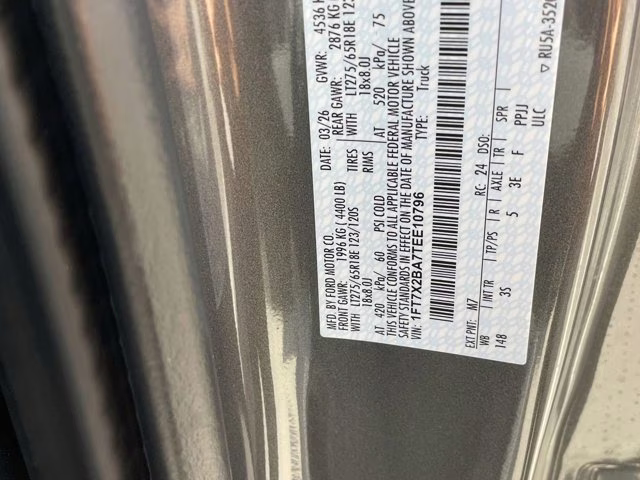 MFD. BY FORD MOTOR CO.
DATE: 03/26 GVWR: 4536
FRONT GAWR: 1996 KG ( 4400 LB) REAR GAWR: 2876 KG
WITH LT275/65R18E 123/120S TIRES WITH LT275/65R18E 123
18x8.0J RIMS 18x8.0J
AT 420 kPa/ 60 PSI COLD AT 520 kPa/ 75
THIS VEHICLE CONFORMS TO ALL APPLICABLE FEDERAL MOTOR VEHICLE
SAFETY STANDARDS IN EFFECT ON THE DATE OF MANUFACTURE SHOWN ABOVE
VIN: 1FT7X2BA7TEE10796 TYPE: Truck
EXT PNT: M7 RC: 24 DSO:
WB INT TR TP/PS R AXLE TR SPR
148 3S 5 3E F PPJJ
ULC
RU5A-3520